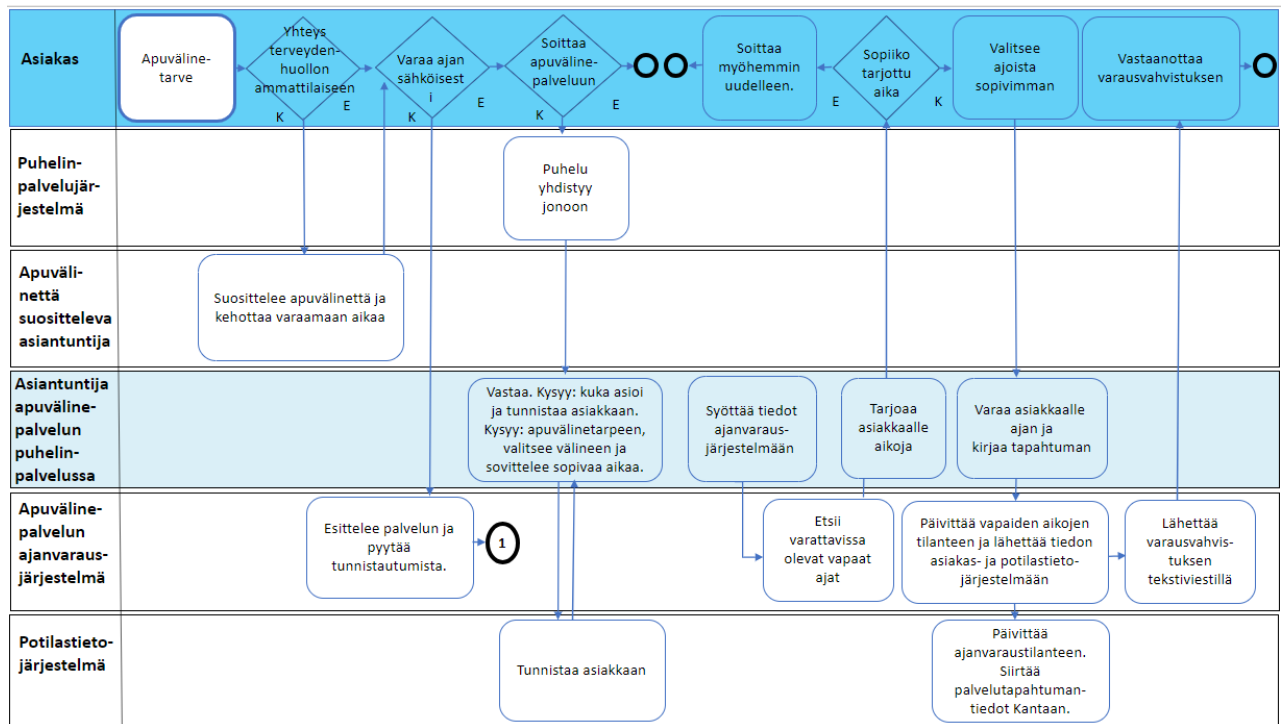 Asiakas
Apuväline-
tarve
Yhteys
terveyden-
huollon
ammattilaiseen
K
E
Varaa ajan
sähköisest
i
K
E
Soittaa
apuväline-
palveluun
K
E
Soittaa
myöhemmin
uudelleen.
Sopiiko
tarjottu
aika
E
K
Valitsee
ajoista
sopivimman
Vastaanottaa
varausvahvistuksen
Puhelin-
palvelujär-
jestelmä
Puhelu
yhdistyy
jonoon
Apuväli-
nettä
suositteleva
asiantuntija
Suosittelee apuvälinettä ja
kehottaa varaamaan aikaa
Asiantuntija
apuväline-
palvelun
puhelin-
palvelussa
Vastaa. Kysyy: kuka asioi
ja tunnistaa asiakkaan.
Kysyy: apuvälinetarpeen,
valitsee välineen ja
sovittelee sopivaa aikaa.
Syöttää tiedot
ajanvaraus-
järjestelmään
Tarjoaa
asiakkaalle
aikoja
Varaa asiakkaalle
ajan ja
kirjaa tapahtuman
Apuväline-
palvelun
ajanvaraus-
järjestelmä
Esittelee palvelun ja
pyytää
tunnistautumista.
1
Etsii
varattavissa
olevat vapaat
ajat
Päivittää vapaiden aikojen
tilanteen ja lähettää tiedon
asiakas- ja potilastieto-
järjestelmään
Lähettää
varausvahvis-
tuksen
tekstiviestillä
Potilastieto-
järjestelmä
Tunnistaa asiakkaan
Päivittää
ajanvaraustilanteen.
Siirtää
palvelutapahtuman-
tiedot Kantaan.